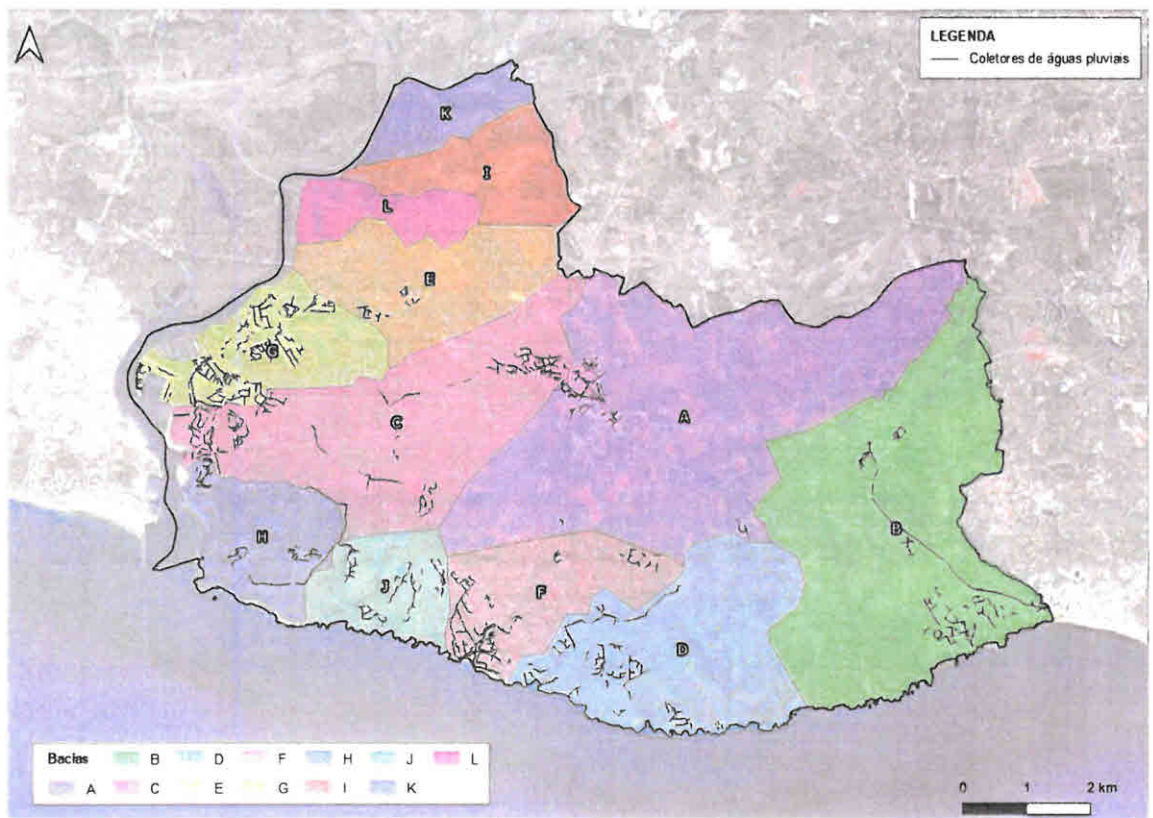 LEGENDA
Coletores de águas pluviais
K
I
L
E
G
C
A
B
H
J
F
D
Bacias B D F H J L
A C E G I K
0 1 2 km